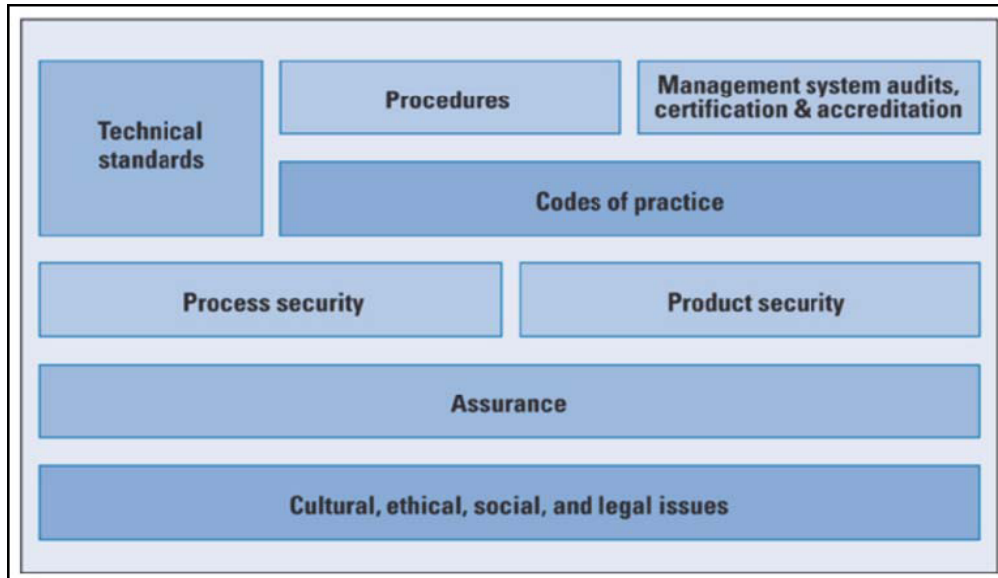 Technical
standards
Procedures
Management system audits,
certification & accreditation
Codes of practice
Process security
Product security
Assurance
Cultural, ethical, social, and legal issues